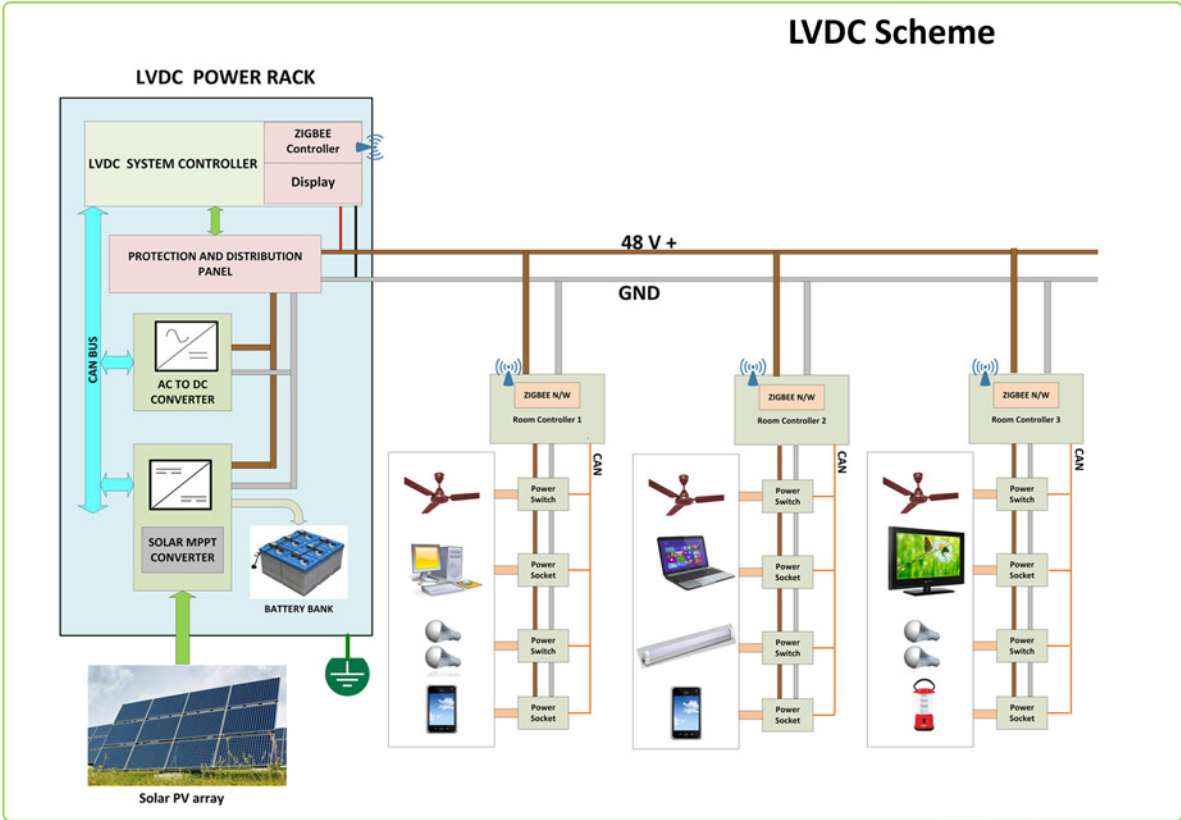 LVDC Scheme
LVDC POWER RACK
LVDC SYSTEM CONTROLLER
ZIGBEE
Controller
Display
PROTECTION AND DISTRIBUTION
PANEL
48 V +
GND
CAN BUS
AC TO DC
CONVERTER
SOLAR MPPT
CONVERTER
BATTERY BANK
Solar PV array
ZIGBEE N/W
Room Controller 1
CAN
Power
Switch
Power
Socket
Power
Switch
Power
Socket
ZIGBEE N/W
Room Controller 2
CAN
Power
Switch
Power
Socket
Power
Switch
Power
Socket
ZIGBEE N/W
Room Controller 3
CAN
Power
Switch
Power
Socket
Power
Switch
Power
Socket